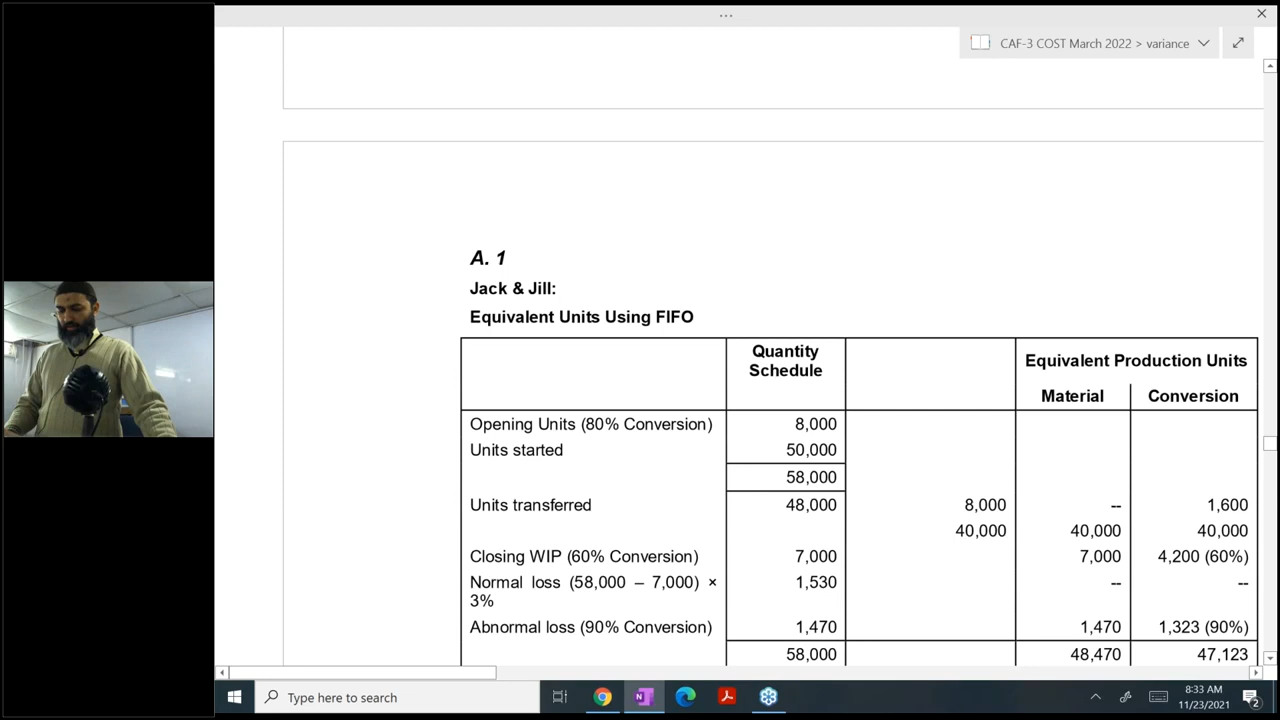 CAF-3 COST March 2022 > variance
A. 1
Jack & Jill:
Equivalent Units Using FIFO
Quantity Schedule
Equivalent Production Units
Material Conversion
Opening Units (80% Conversion) 8,000
Units started 50,000
58,000
Units transferred 48,000 8,000 -- 1,600
40,000 40,000 40,000
Closing WIP (60% Conversion) 7,000 7,000 4,200 (60%)
Normal loss (58,000 – 7,000) × 1,530 -- --
3%
Abnormal loss (90% Conversion) 1,470 1,470 1,323 (90%)
58,000 48,470 47,123
Type here to search
8:33 AM
11/23/2021
2